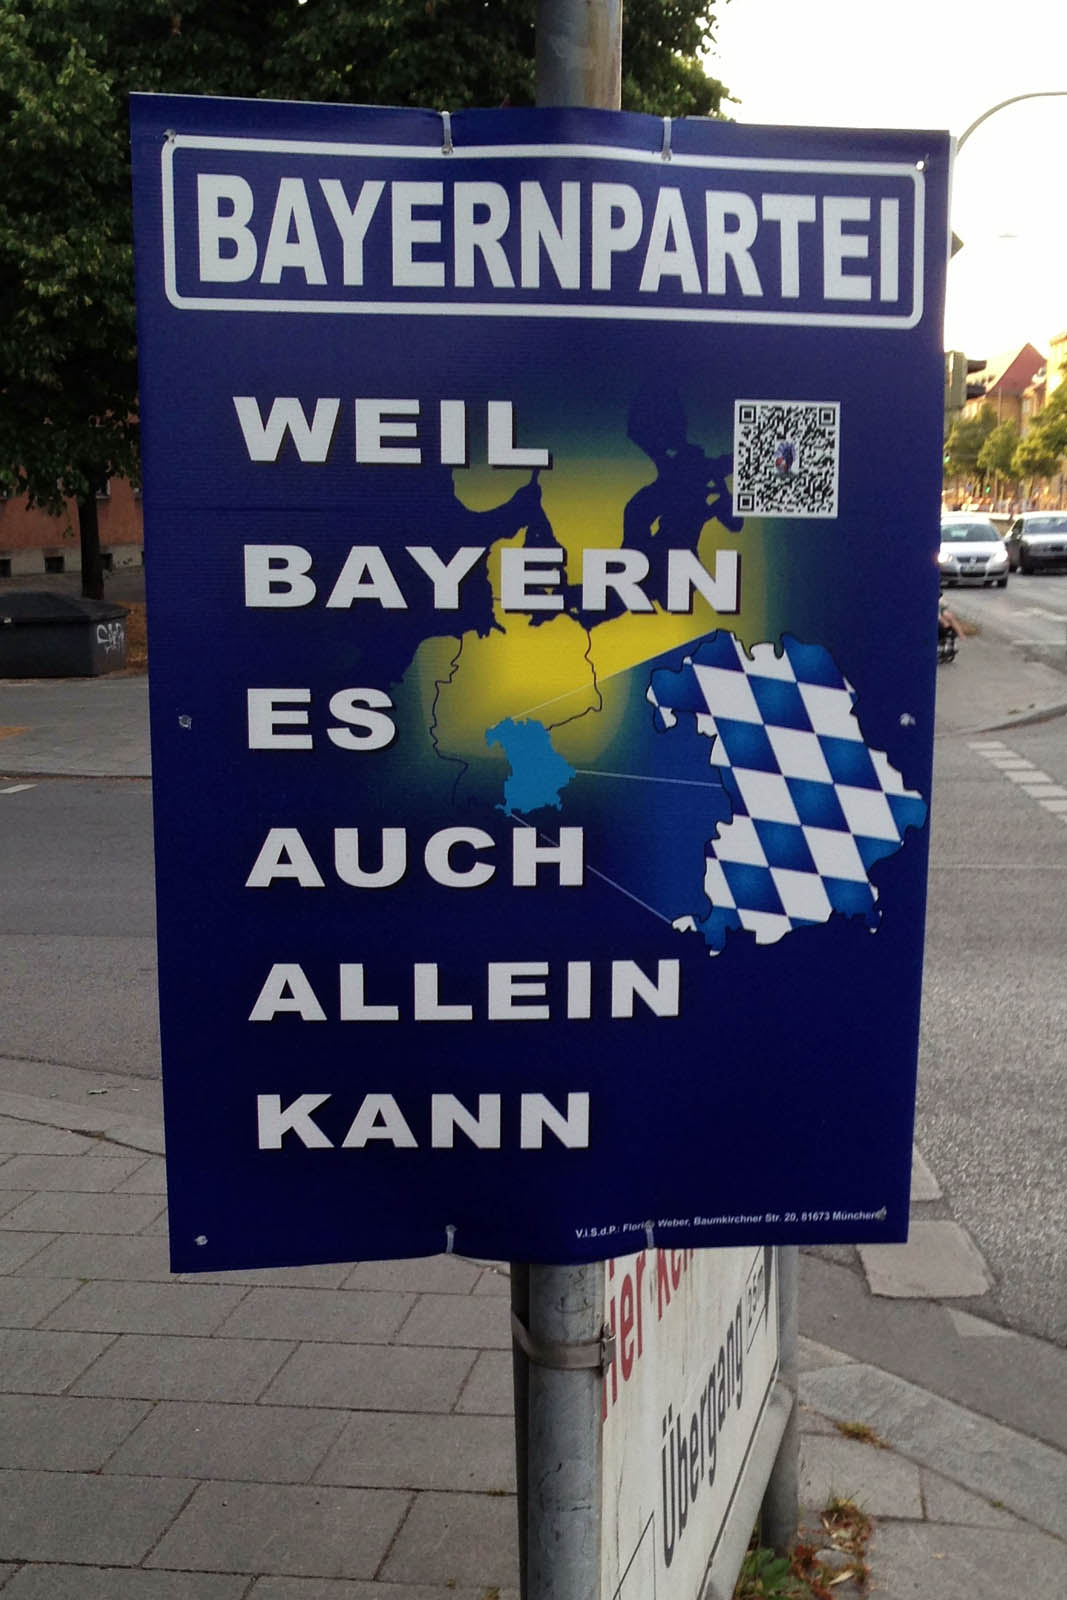 BAYERNPARTEI
WEIL
BAYERN
ES
AUCH
ALLEIN
KANN
V.i.S.d.P.: Florian Weber, Baumkirchner Str. 20, 81673 München
Übergang